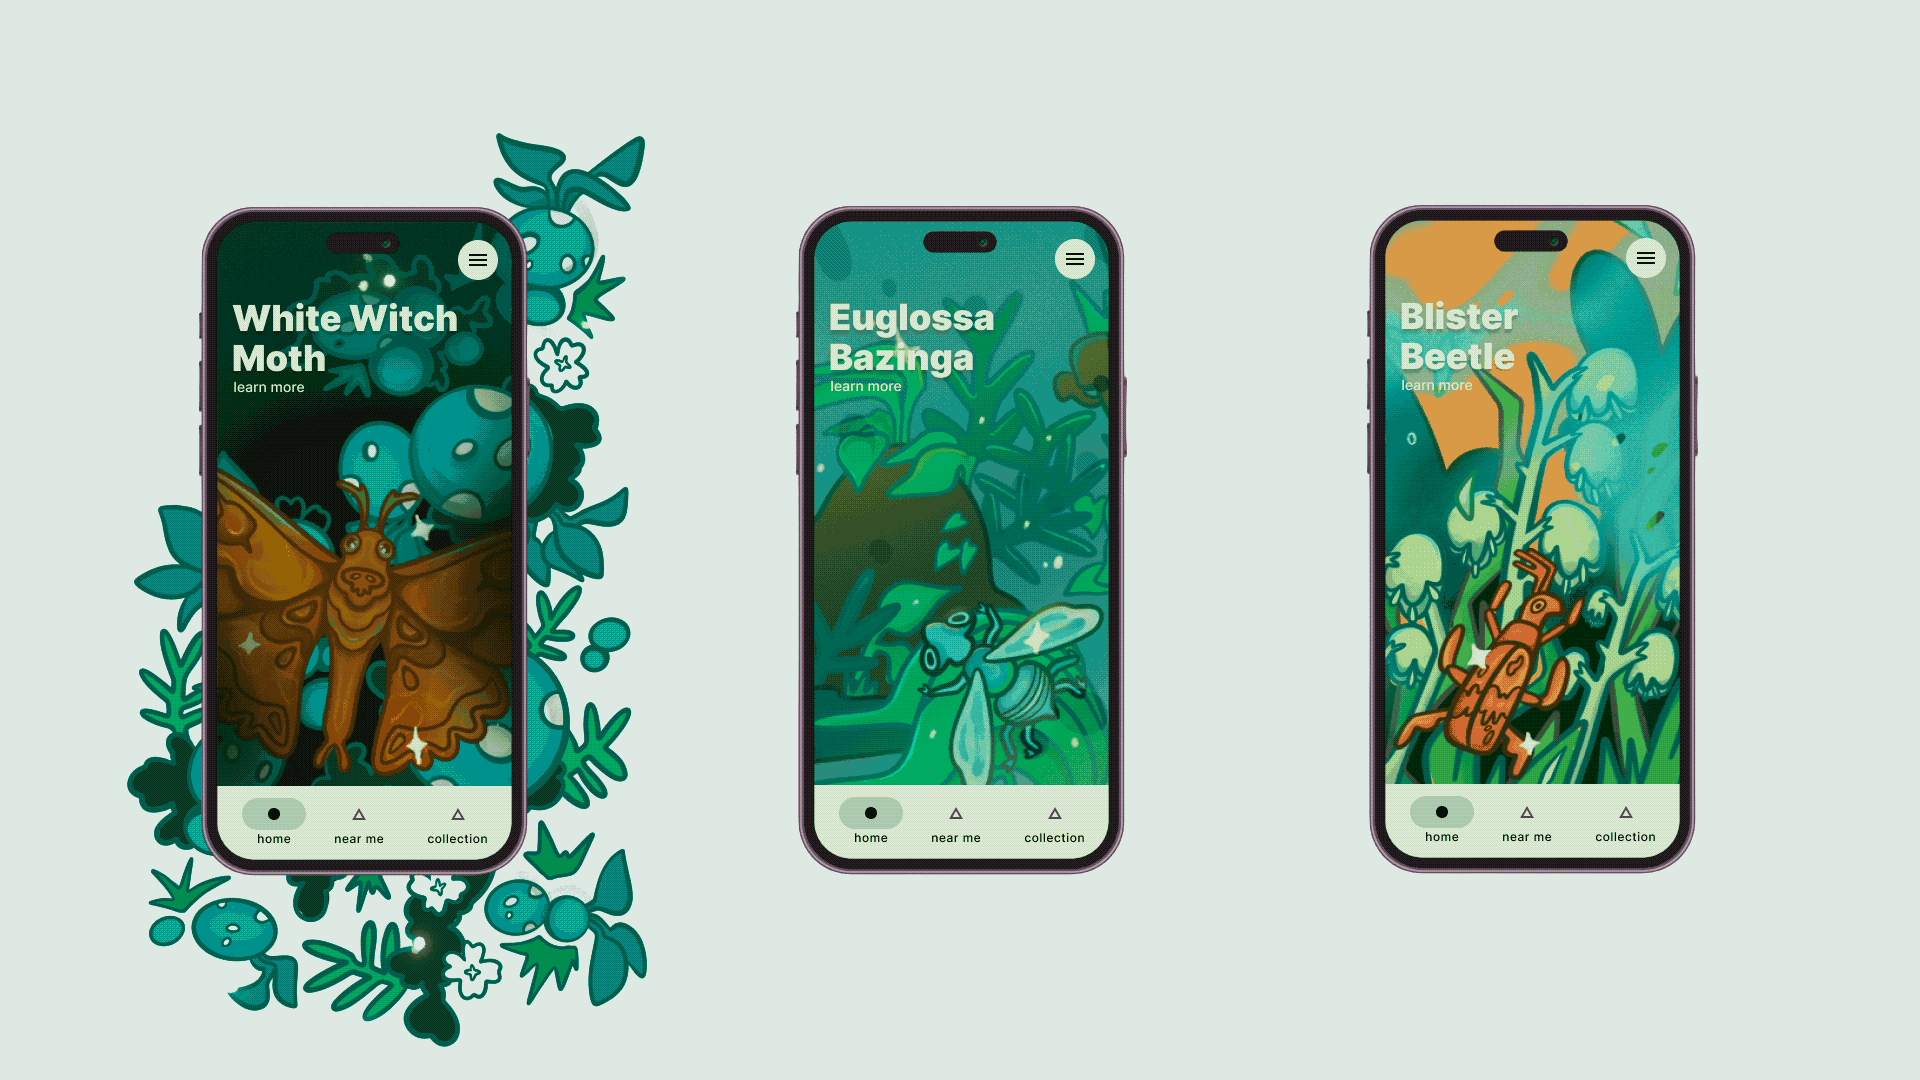 White Witch
Moth
learn more
home
near me
collection
Euglossa
Bazinga
learn more
home
near me
collection
Blister
Beetle
learn more
home
near me
collection